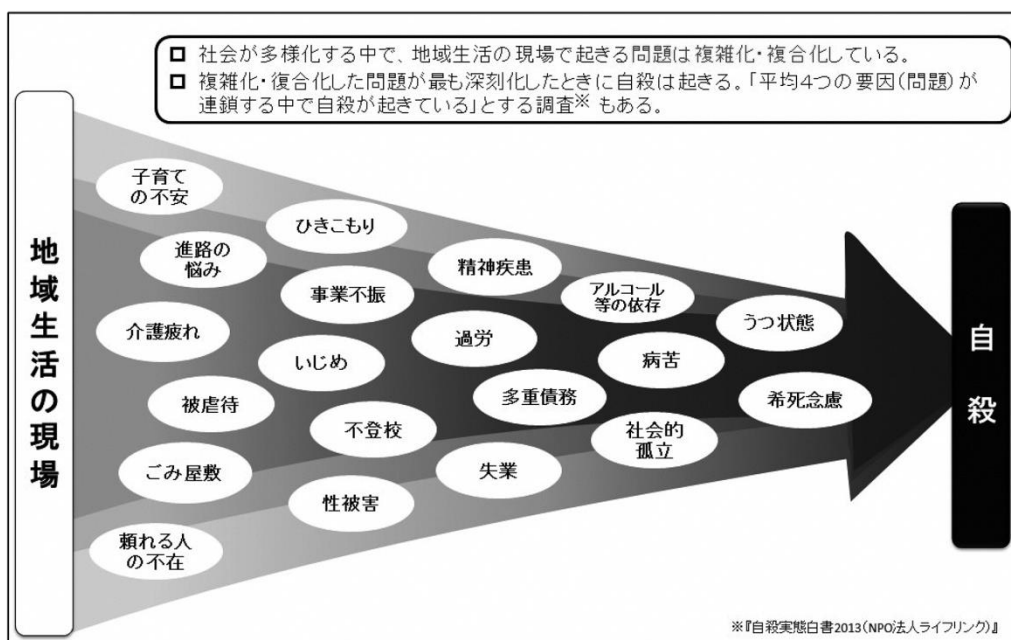 □ 社会が多様化する中で、地域生活の現場で起きる問題は複雑化・複合化している。
□ 複雑化・復合化した問題が最も深刻化したときに自殺は起きる。「平均4つの要因(問題)が
連鎖する中で自殺が起きている」とする調査※ もある。
地域生活の現場
子育て
の不安
ひきこもり
進路の
悩み
精神疾患
事業不振
アルコール
等の依存
うつ状態
介護疲れ
過労
いじめ
病苦
被虐待
多重債務
希死念慮
不登校
社会的
孤立
ごみ屋敷
失業
性被害
頼れる人
の不在
自殺
※『自殺実態白書2013(NPO法人ライフリンク)』